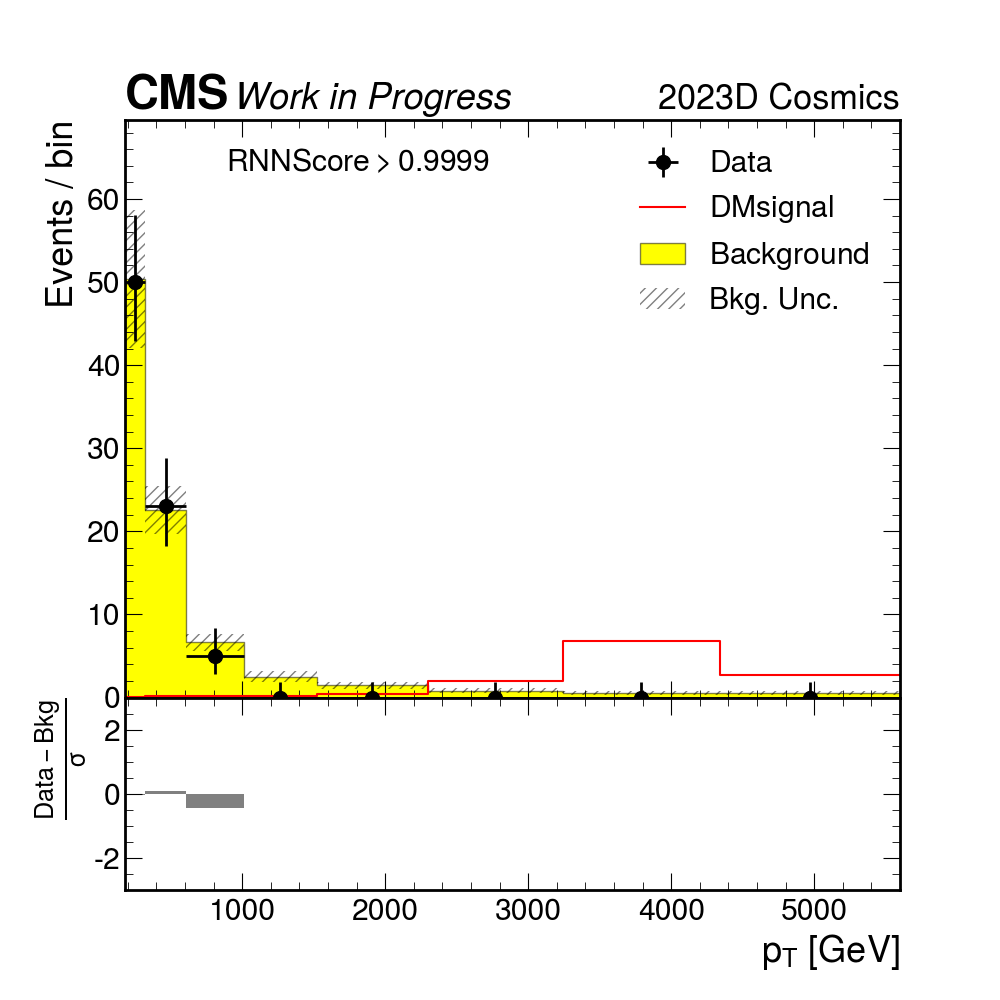 CMS Work in Progress 2023D Cosmics
RNNScore > 0.9999
Data
DMsignal
Background
Bkg. Unc.
Events / bin
60
50
40
30
20
10
0
Data – Bkg
σ
2
0
-2
1000 2000 3000 4000 5000
pT [GeV]